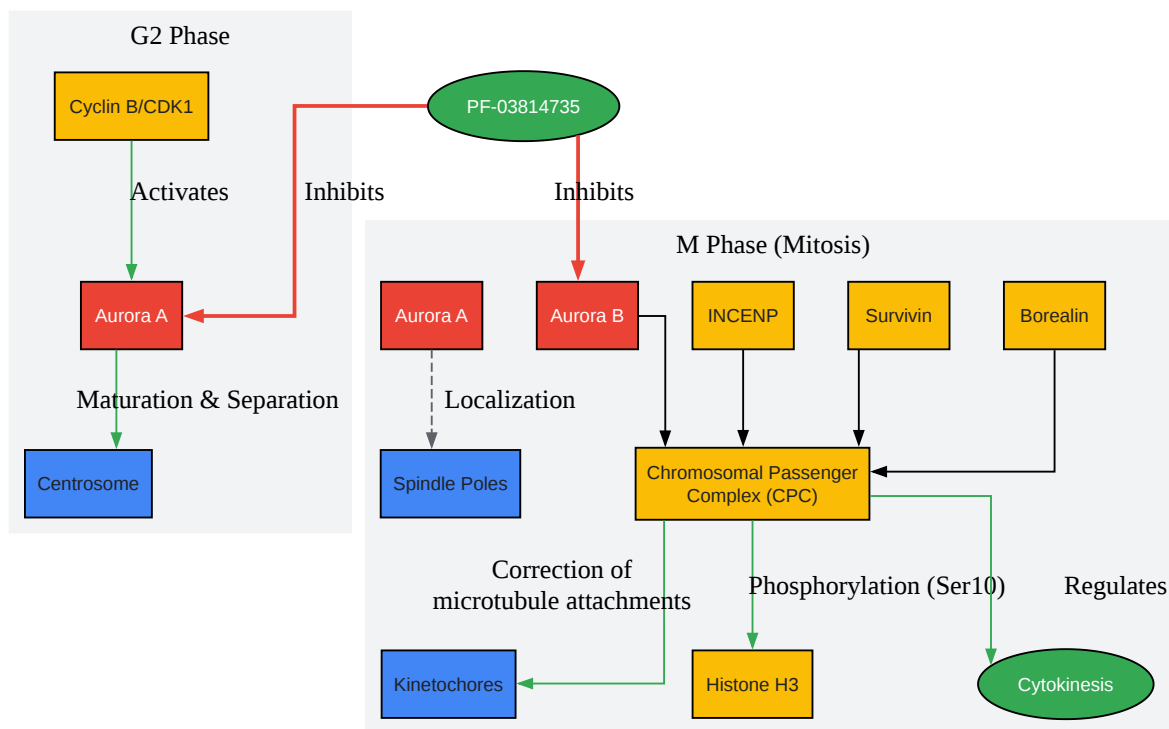 G2 Phase
Cyclin B/CDK1
PF-03814735
Activates
Inhibits
Inhibits
M Phase (Mitosis)
Aurora A
Aurora A
Aurora B
INCENP
Survivin
Borealin
Maturation & Separation
Localization
Centrosome
Spindle Poles
Chromosomal Passenger
Complex (CPC)
Correction of
microtubule attachments
Phosphorylation (Ser10)
Regulates
Kinetochores
Histone H3
Cytokinesis